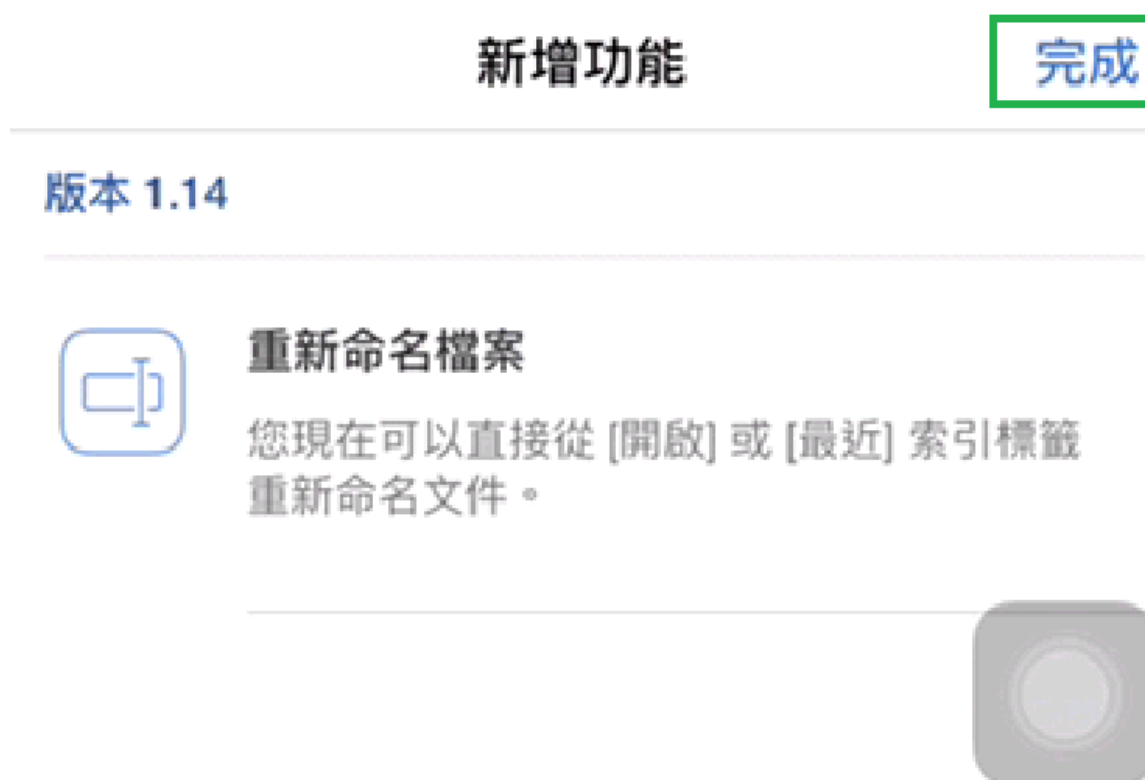 新增功能
完成
版本 1.14
重新命名檔案
您現在可以直接從 [開啟] 或 [最近] 索引標籤
重新命名文件。